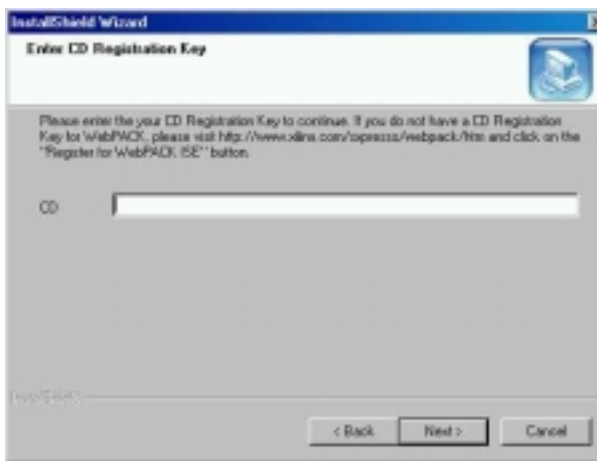 InstallShield Wizard
Enter CD Registration Key
Please enter the your CD Registration Key to continue. If you do not have a CD Registration
Key for WebPACK, please visit http://www.xilinx.com/xpresso/webpack/htm and click on the
"Register for WebPACK ISE" button.
CD
InstallShield
< Back
Next >
Cancel